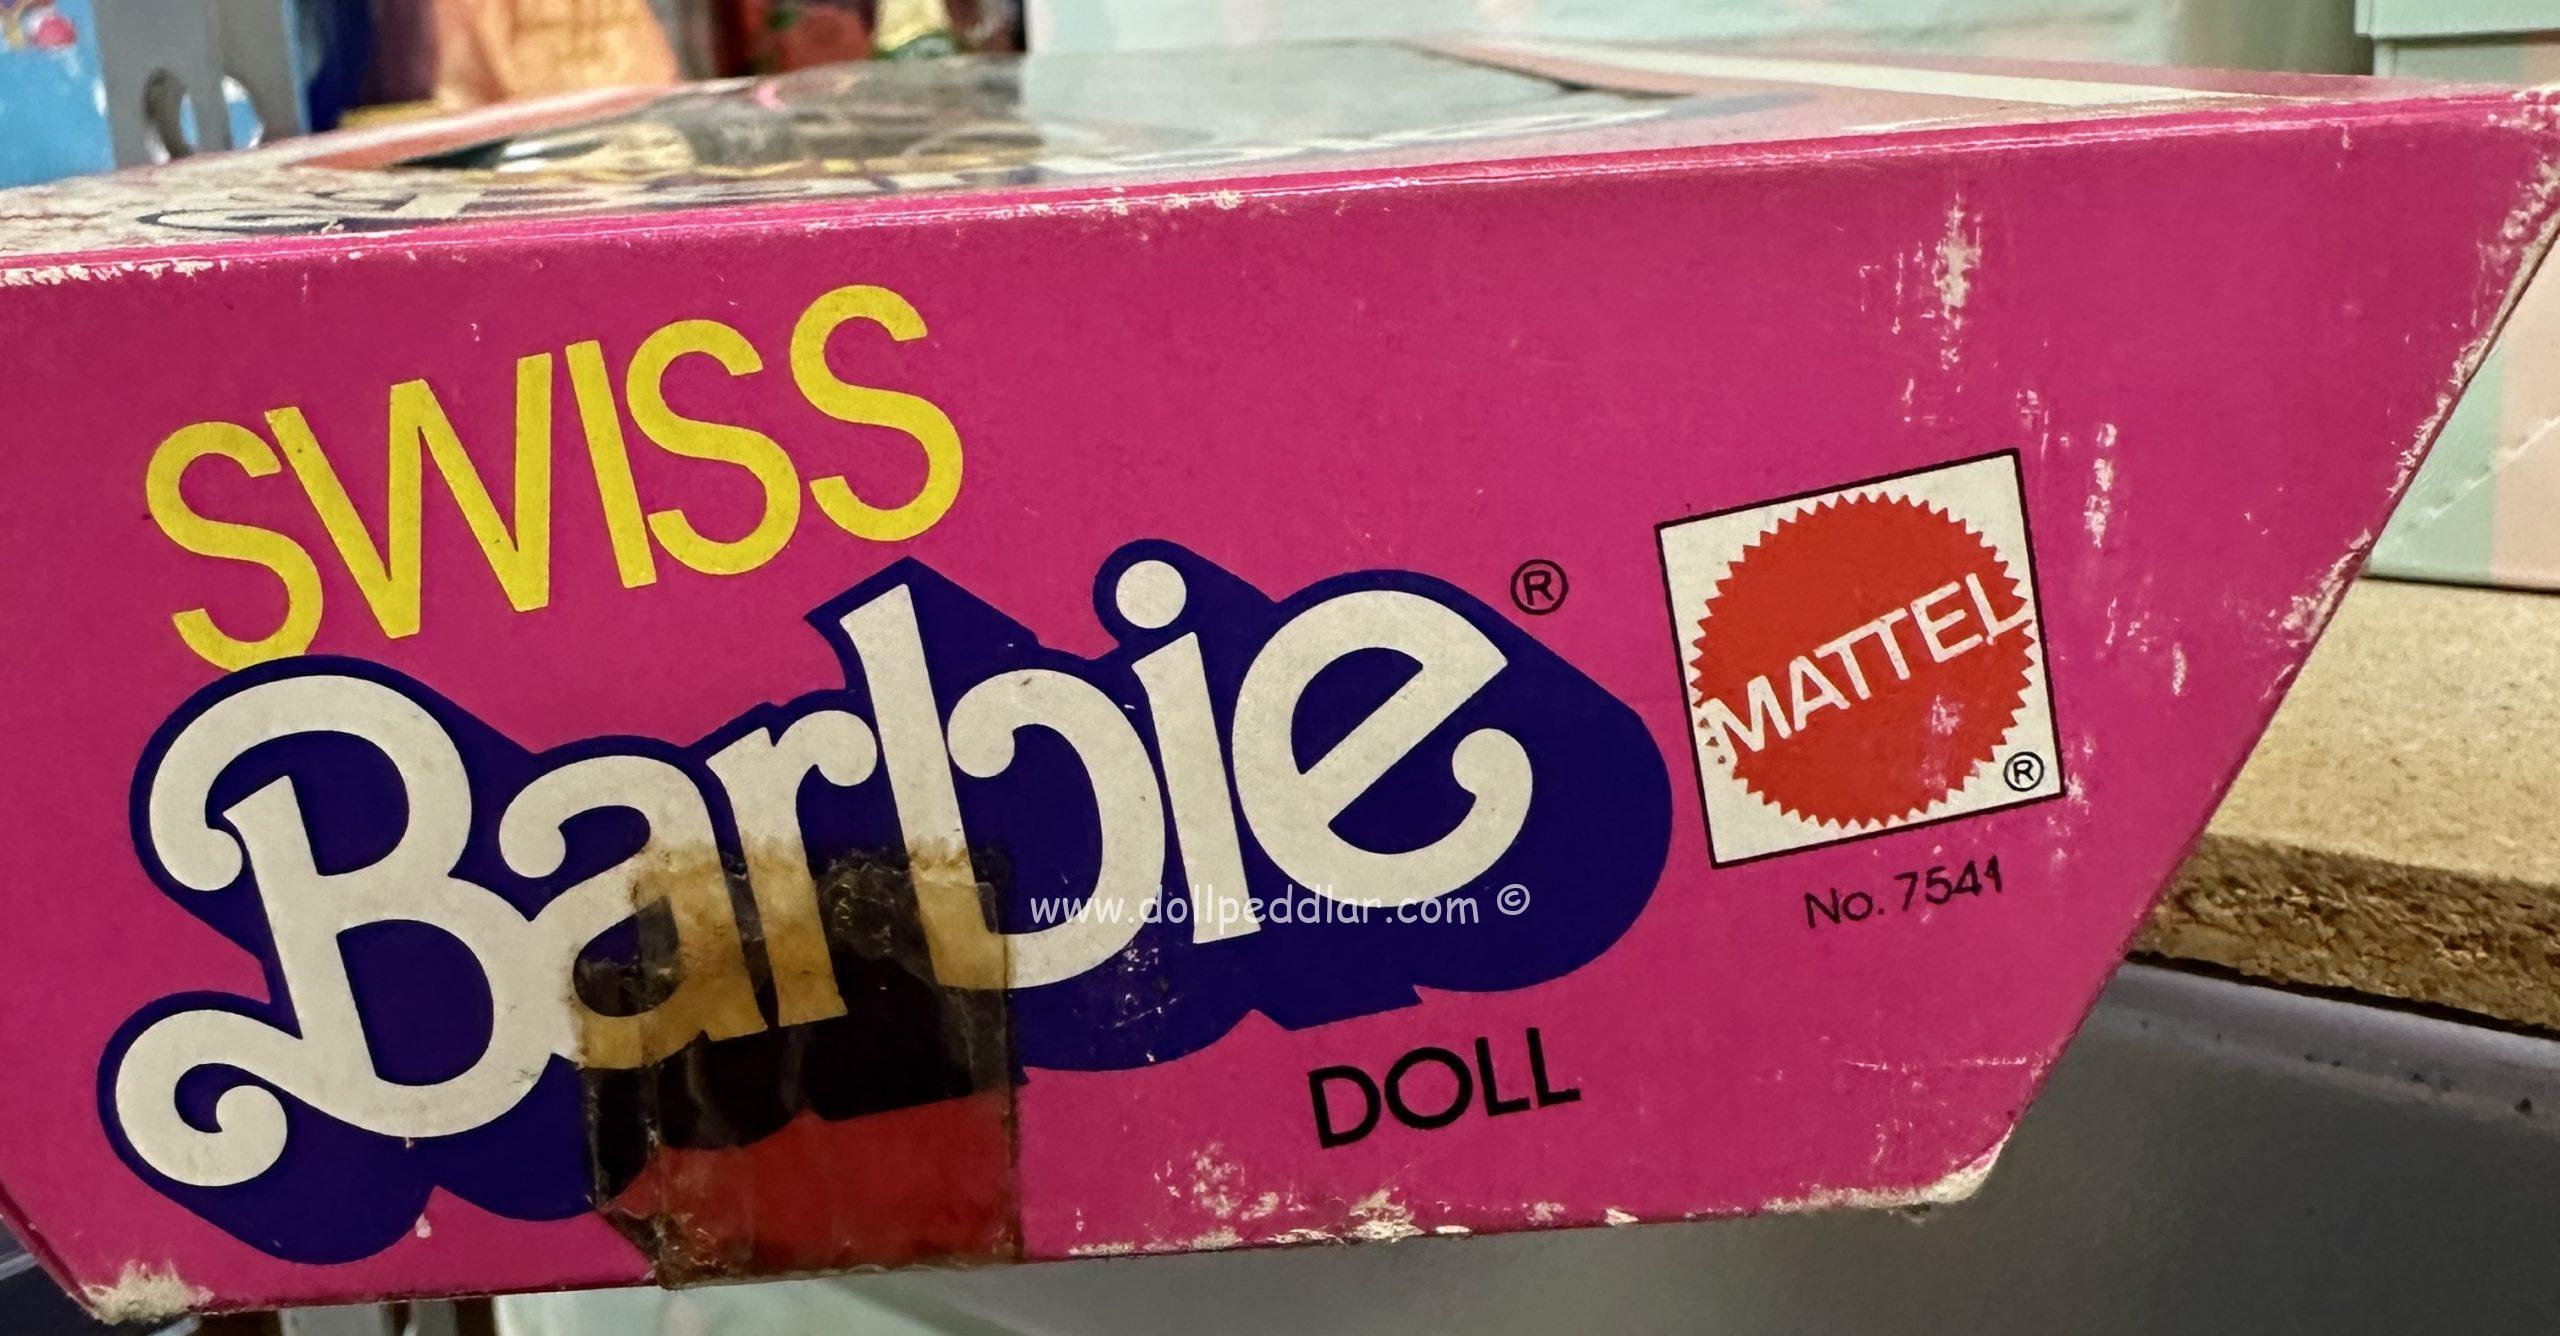 SWISS
Barbie®
MATTEL
®
No. 7541
www.dollpeddlar.com ©
DOLL